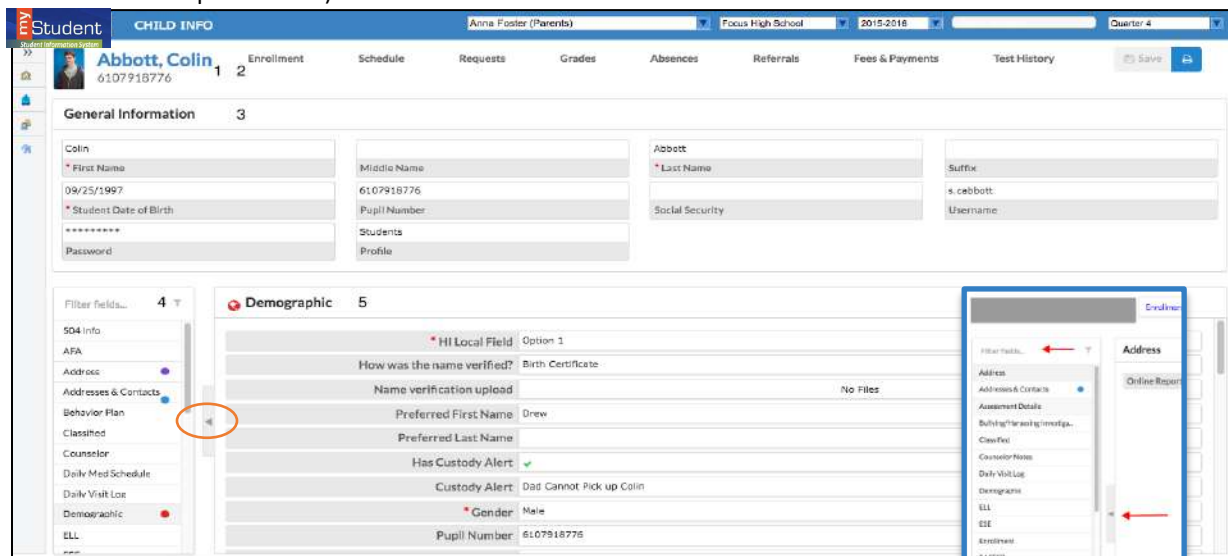 myStudent
Student Information System
CHILD INFO
Anna Foster (Parents)
Focus High School
2015-2016
Quarter 4
Abbott, Colin
6107918776
1
2
Enrollment
Schedule
Requests
Grades
Absences
Referrals
Fees & Payments
Test History
Save
General Information
3
Colin
Abbott
* First Name
Middle Name
* Last Name
Suffix
09/25/1997
6107918776
s.cabbott
* Student Date of Birth
Pupil Number
Social Security
Username
*********
Students
Password
Profile
Filter fields...
4
Demographic
5
504 Info
AFA
Address
Addresses & Contacts
Behavior Plan
Classified
Counselor
Daily Med Schedule
Daily Visit Log
Demographic
ELL
ESE
* HI Local Field
Option 1
How was the name verified?
Birth Certificate
Name verification upload
No Files
Preferred First Name
Drew
Preferred Last Name
Has Custody Alert
Custody Alert
Dad Cannot Pick up Colin
* Gender
Male
Pupil Number
6107918776
Enrollmen
Filter fields...
Address
Address
Online Report
Addresses & Contacts
Assessment Details
Bullying/Harassing Investiga...
Classified
Counselor Notes
Daily Visit Log
Demographic
ELL
ESE
Enrollment